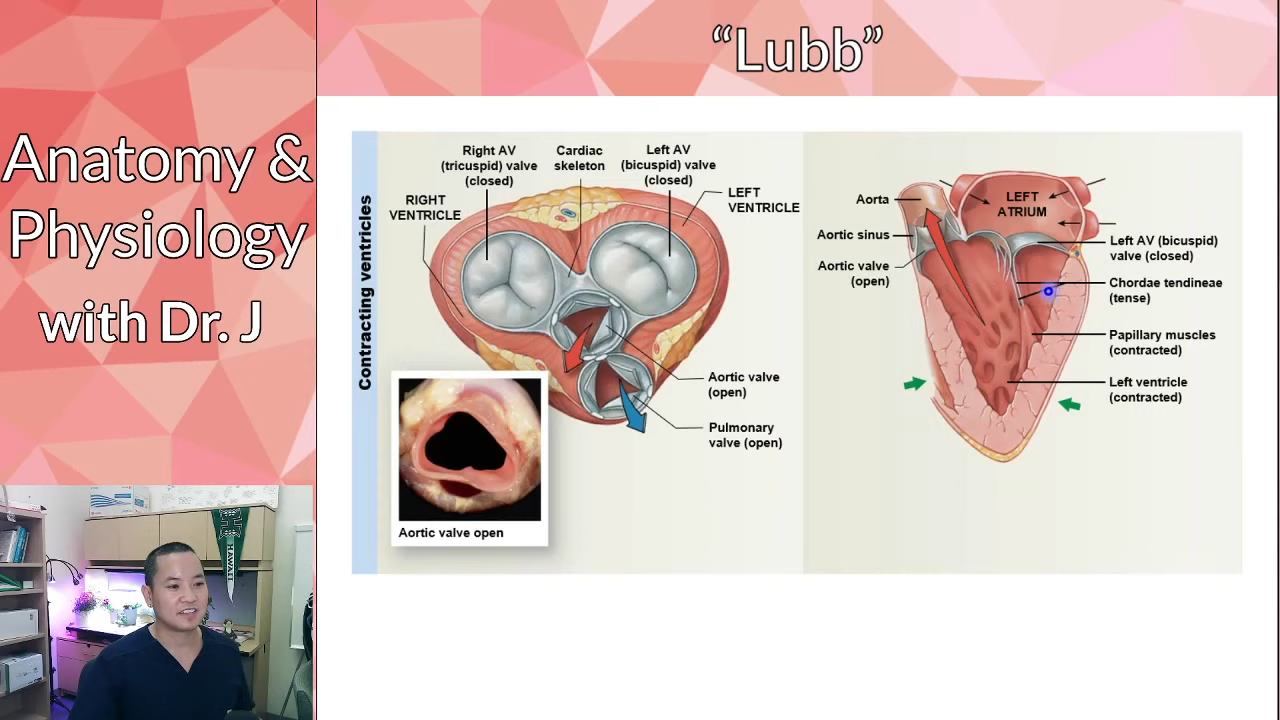 Anatomy &
Physiology
with Dr. J
“Lubb”
Contracting ventricles
Right AV
(tricuspid) valve
(closed)
Cardiac
skeleton
Left AV
(bicuspid) valve
(closed)
RIGHT
VENTRICLE
LEFT
VENTRICLE
Aortic valve
(open)
Pulmonary
valve (open)
Aortic valve open
Aorta
Aortic sinus
Aortic valve
(open)
LEFT
ATRIUM
Left AV (bicuspid)
valve (closed)
Chordae tendineae
(tense)
Papillary muscles
(contracted)
Left ventricle
(contracted)
HAWAII